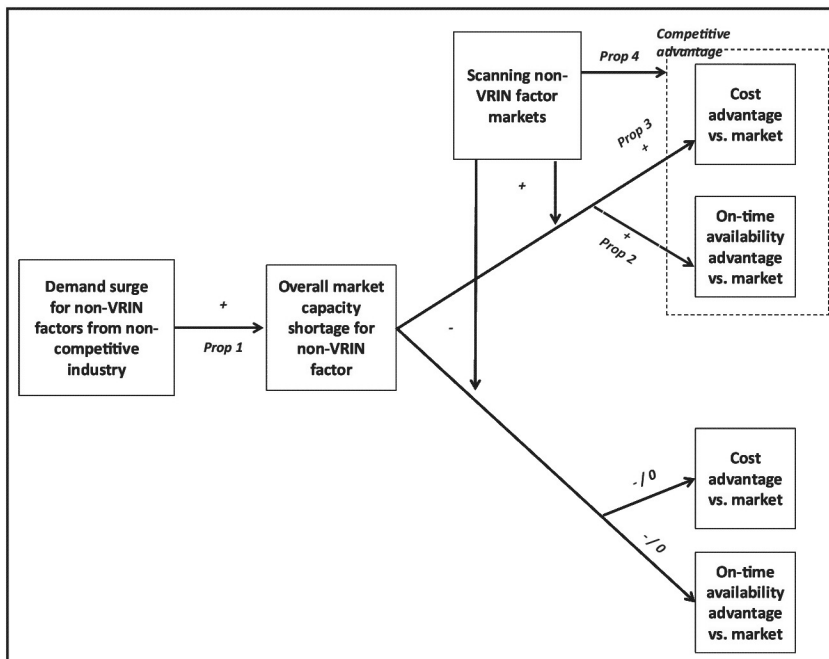 Competitive
advantage
Prop 4
Scanning non-
VRIN factor
markets
Cost
advantage
vs. market
Prop 3
+
+
+
Prop 2
On-time
availability
advantage
vs. market
Demand surge
for non-VRIN
factors from non-
competitive
industry
+
Prop 1
Overall market
capacity
shortage for
non-VRIN
factor
-
Cost
advantage
vs. market
-/0
-/0
On-time
availability
advantage
vs. market